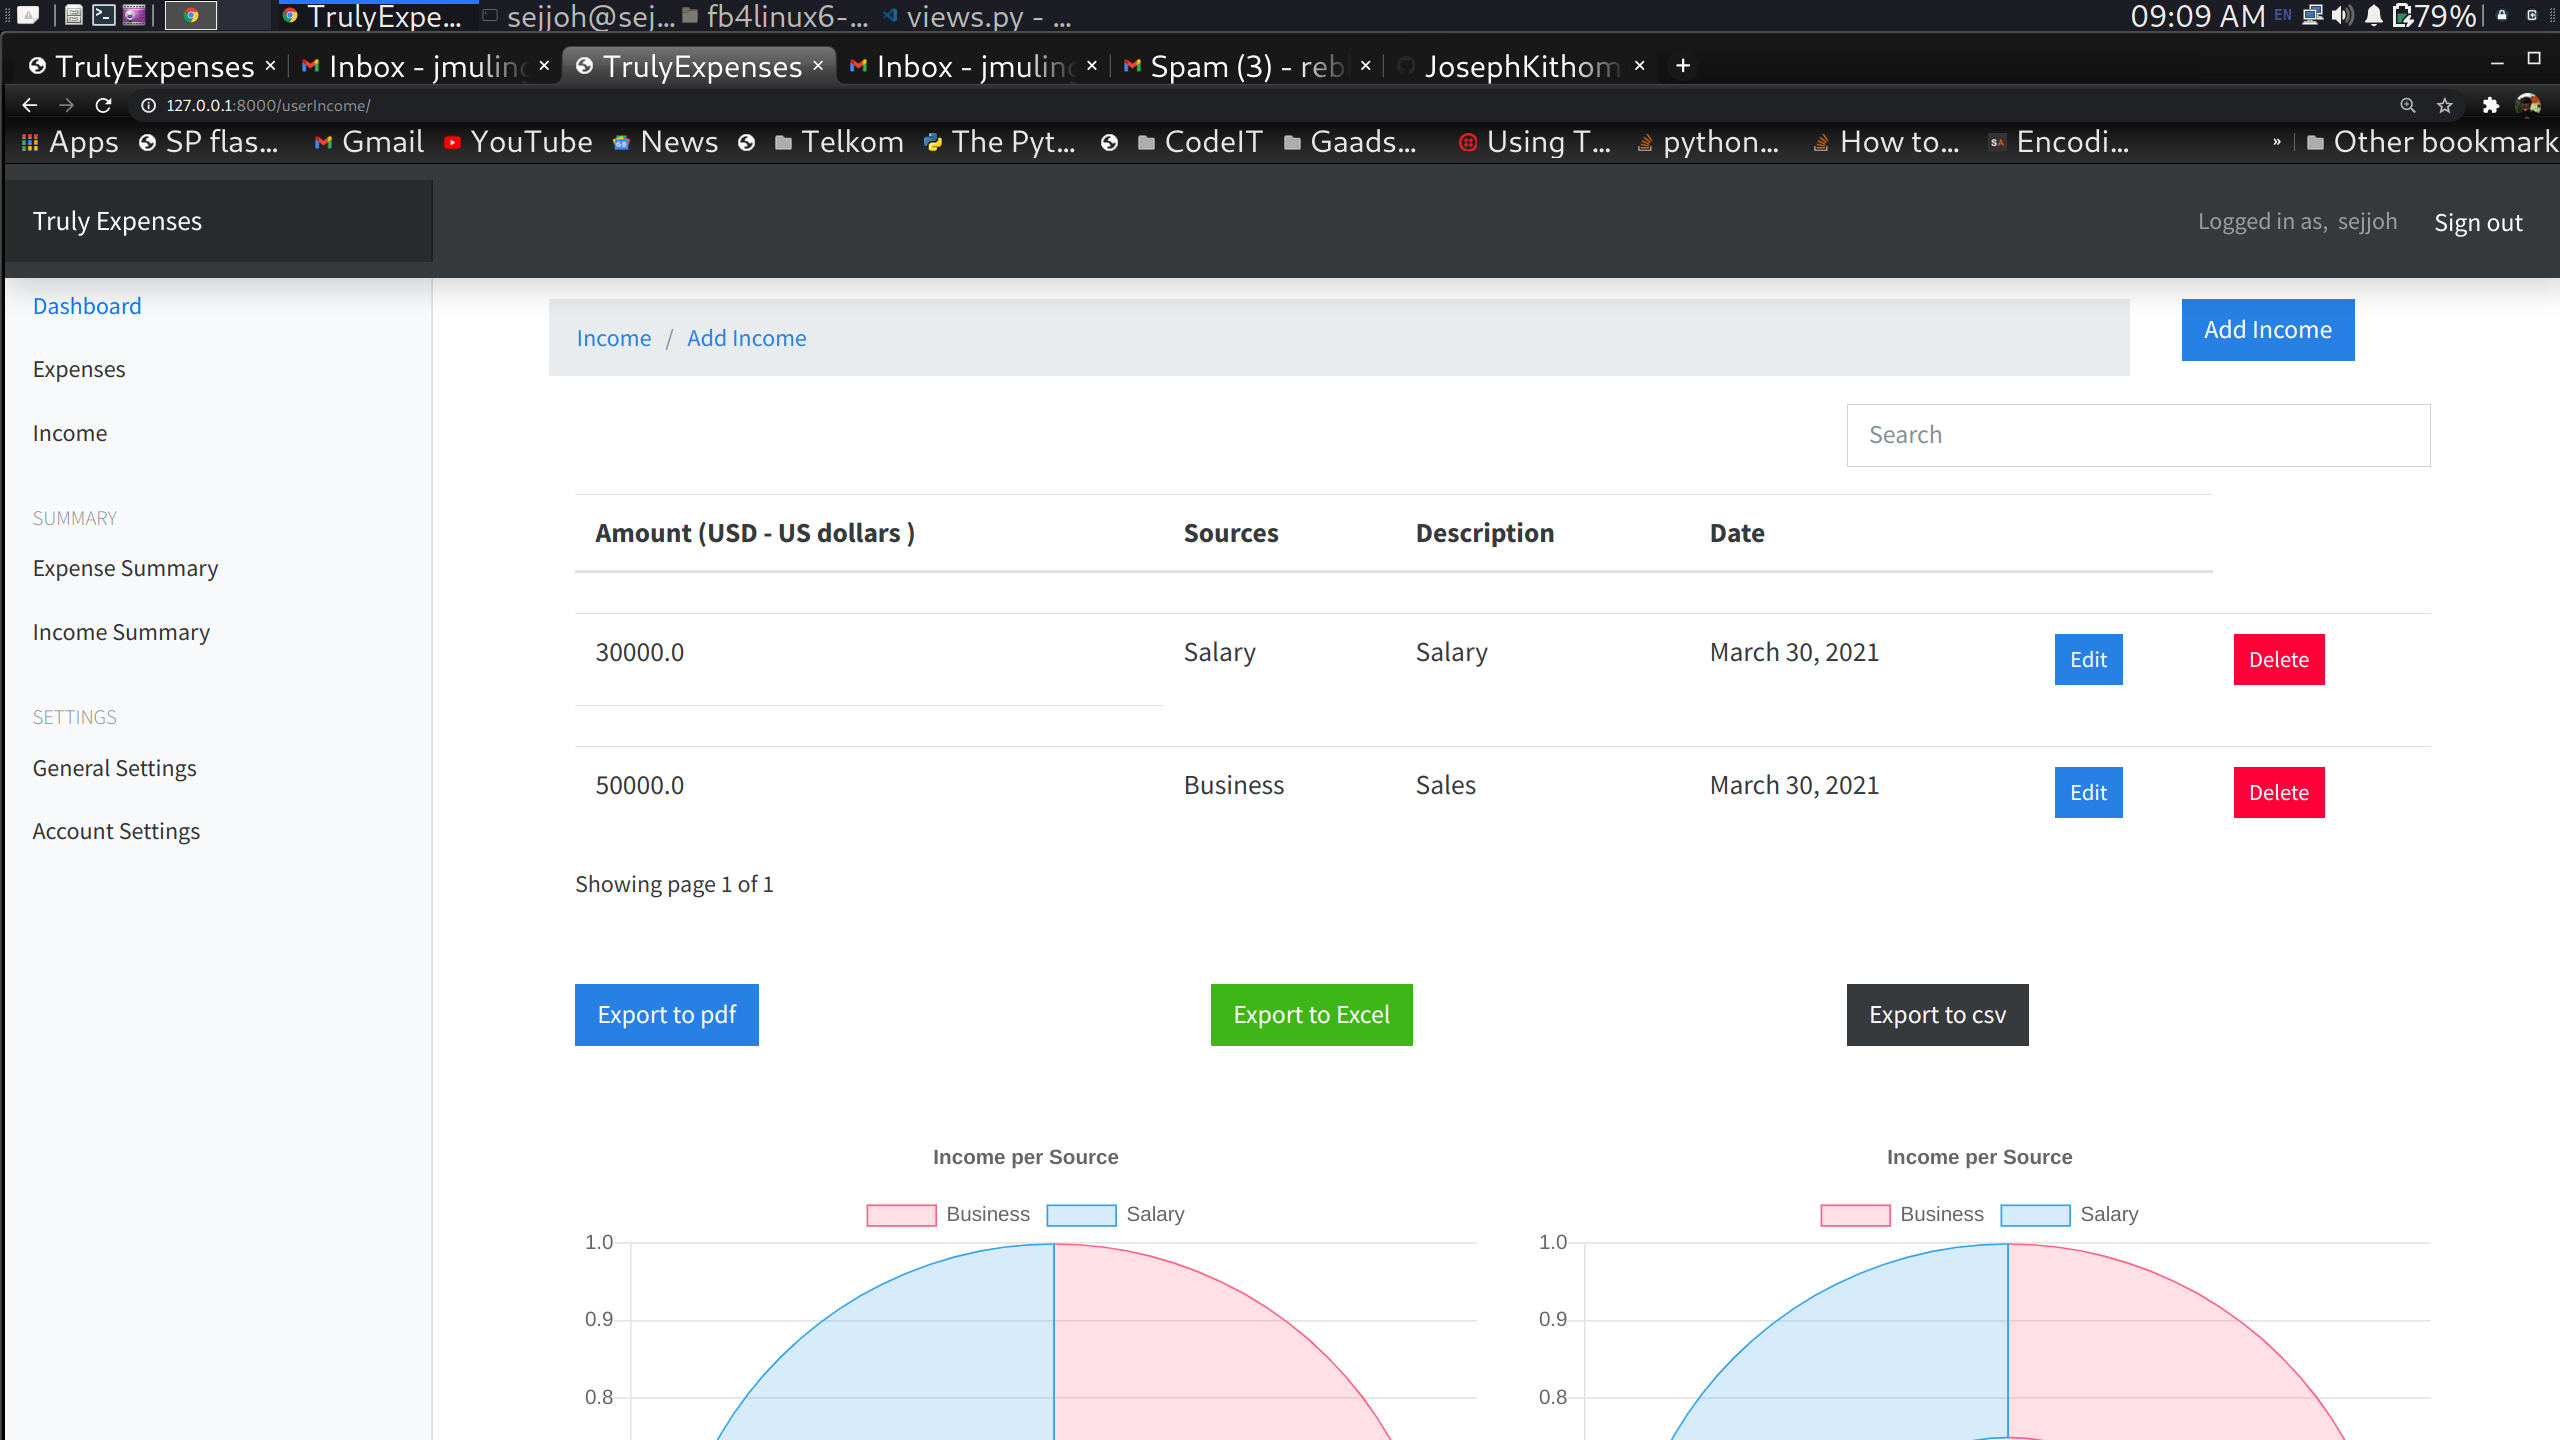 TrulyExpe... sejjoh@sej... fb4linux6-... views.py - ... 09:09 AM EN 79%
TrulyExpenses Inbox - jmulin TrulyExpenses Inbox - jmulin Spam (3) - reb JosephKithom
127.0.0.1:8000/userIncome/
Apps SP flas... Gmail YouTube News Telkom The Pyt... CodeIT Gaads... Using T... python... How to... SA Encodi... » Other bookmark
Truly Expenses Logged in as, sejjoh Sign out
Dashboard
Expenses
Income
SUMMARY
Expense Summary
Income Summary
SETTINGS
General Settings
Account Settings
Income / Add Income
Add Income
Search
Amount (USD - US dollars ) Sources Description Date
30000.0 Salary Salary March 30, 2021 Edit Delete
50000.0 Business Sales March 30, 2021 Edit Delete
Showing page 1 of 1
Export to pdf Export to Excel Export to csv
Income per Source
Business Salary
1.0
0.9
0.8
Income per Source
Business Salary
1.0
0.9
0.8